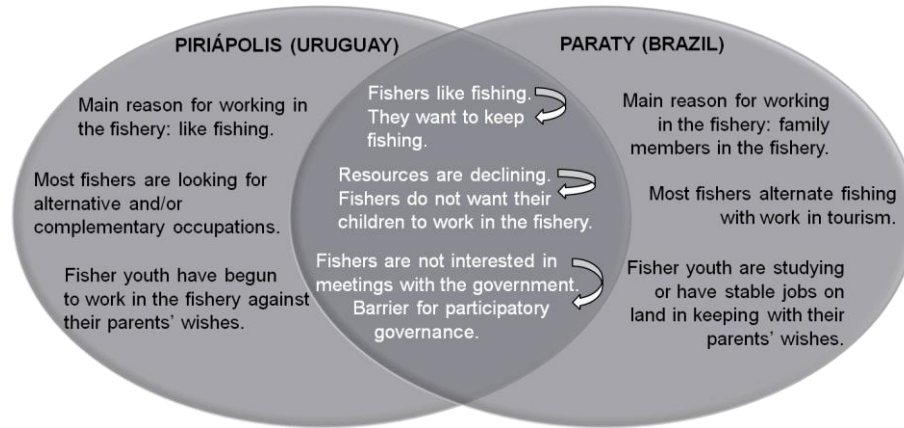 PIRIÁPOLIS (URUGUAY)
Main reason for working in
the fishery: like fishing.
Most fishers are looking for
alternative and/or
complementary occupations.
Fisher youth have begun
to work in the fishery against
their parents’ wishes.
Fishers like fishing.
They want to keep
fishing.
Resources are declining.
Fishers do not want their
children to work in the fishery.
Fishers are not interested in
meetings with the government.
Barrier for participatory
governance.
PARATY (BRAZIL)
Main reason for working
in the fishery: family
members in the fishery.
Most fishers alternate fishing
with work in tourism.
Fisher youth are studying
or have stable jobs on
land in keeping with their
parents’ wishes.